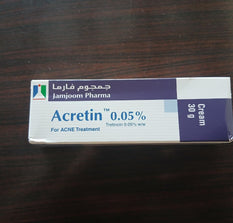 جمجوم فارما
Jamjoom Pharma
Acretin™ 0.05%
Tretinoin 0.05% w/w
For ACNE Treatment
Cream
30 g